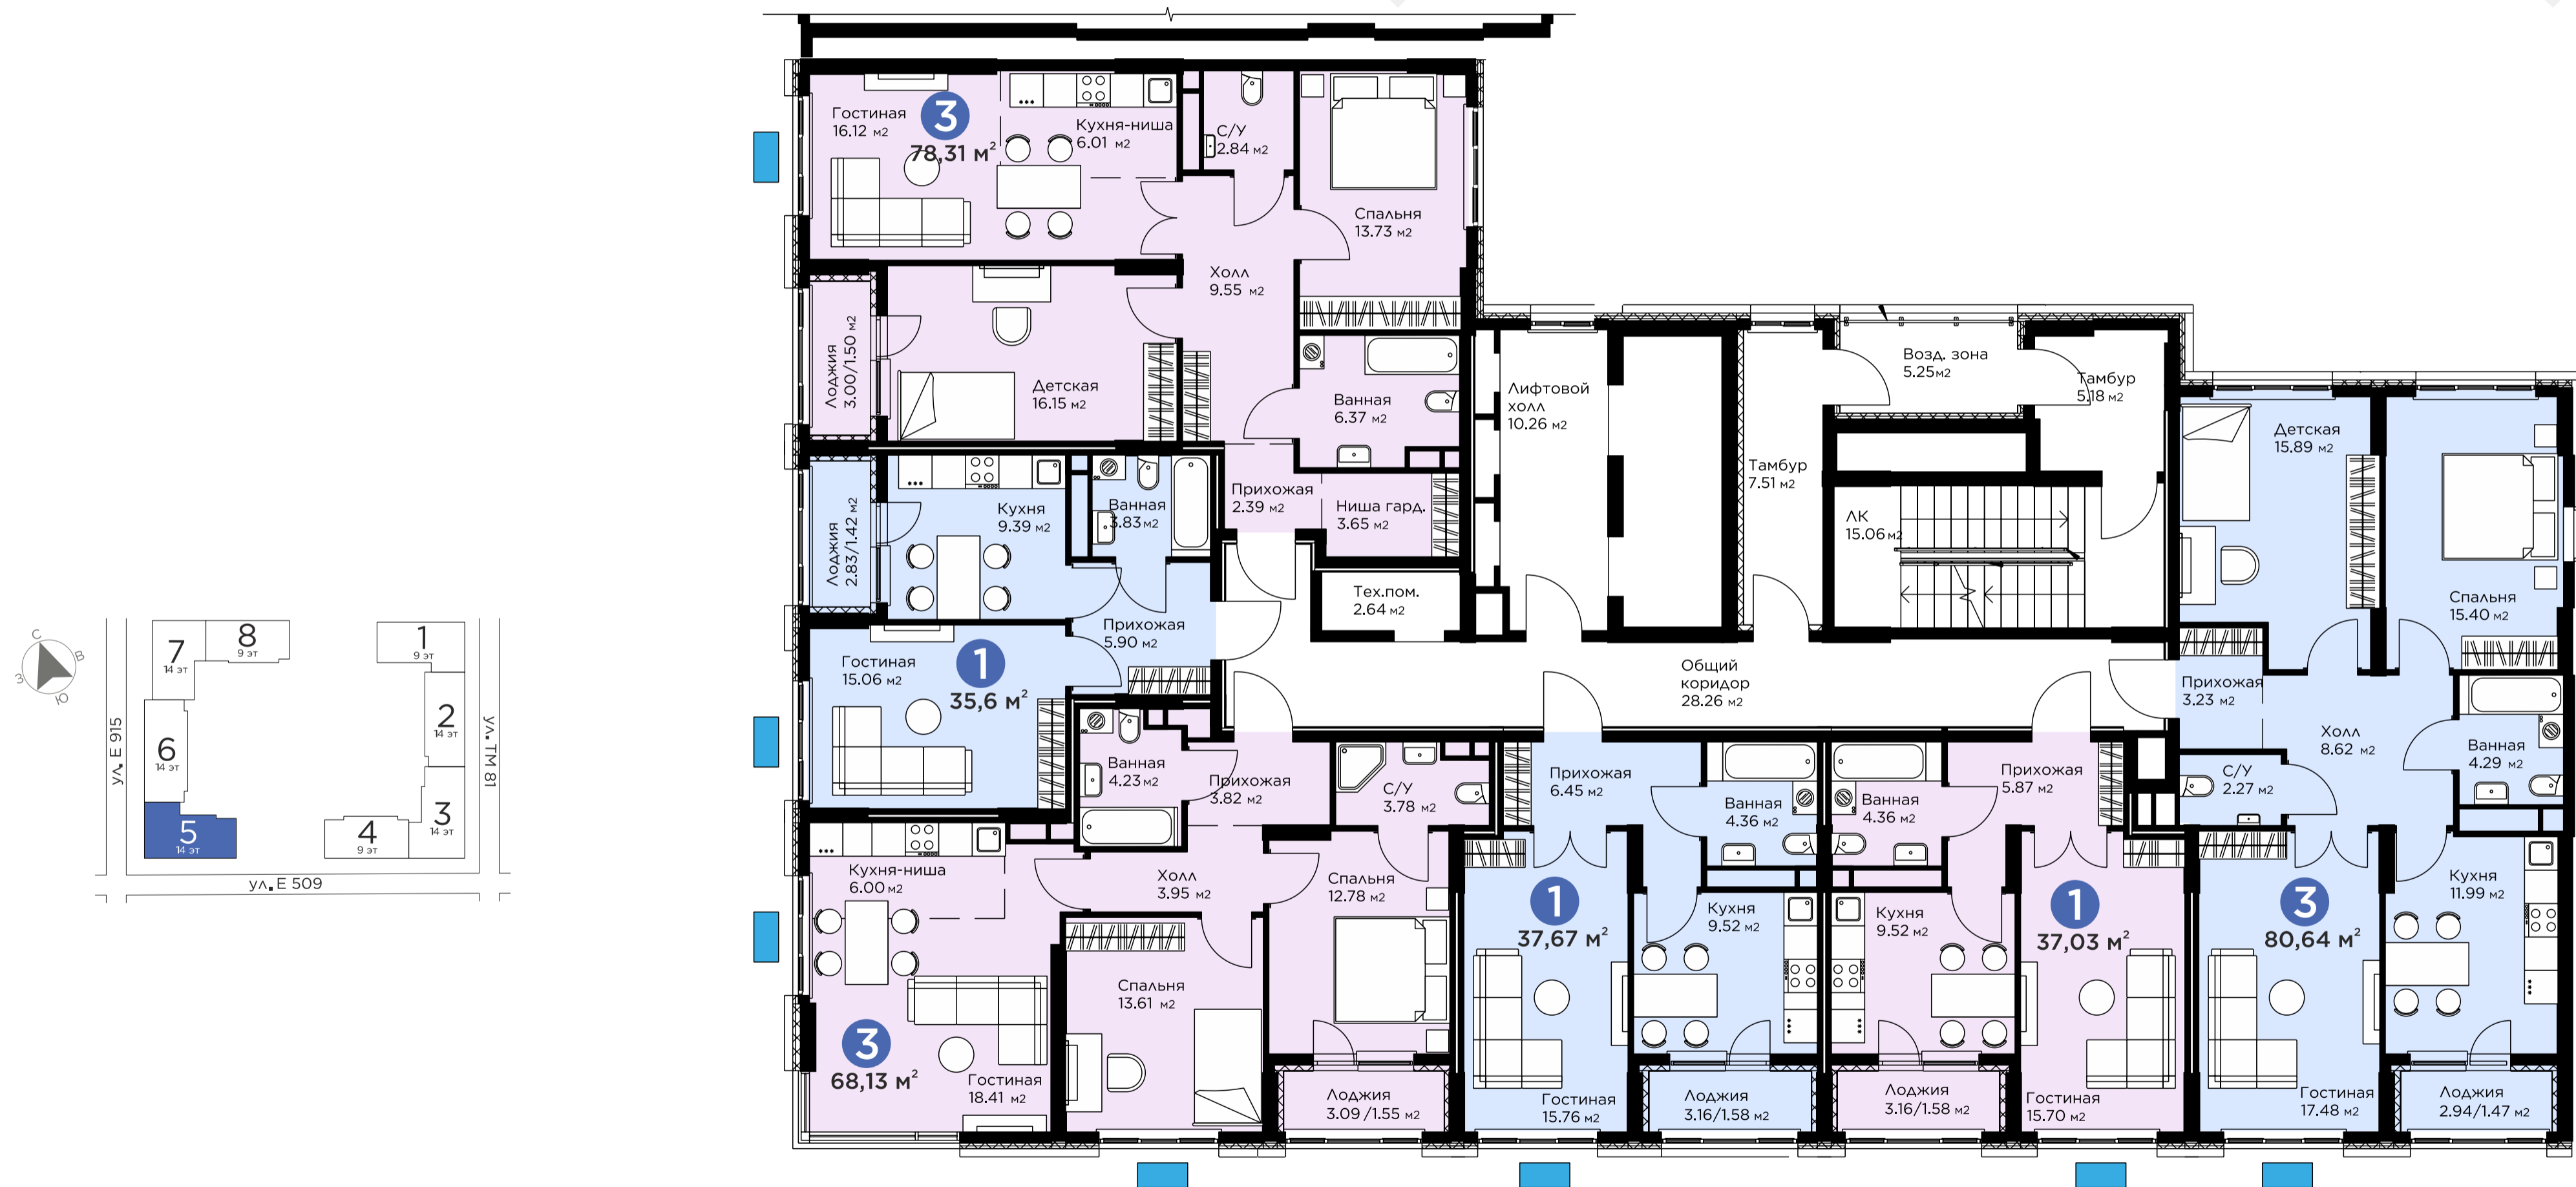 Гостиная
16.12 м2
3
78,31 м²
Кухня-ниша
6.01 м2
С/У
2.84 м2
Спальня
13.73 м2
Холл
9.55 м2
Лоджия
3.00/1.50 м2
Детская
16.15 м2
Ванная
6.37 м2
Прихожая
2.39 м2
Ниша гард.
3.65 м2
Лифтовой
холл
10.26 м2
Тамбур
7.51 м2
Возд. зона
5.25м2
Тамбур
5.18 м2
ЛК
15.06 м2
Тех.пом.
2.64 м2
Общий
коридор
28.26 м2
Лоджия
2.83/1.42 м2
Кухня
9.39 м2
Ванная
3.83 м2
Прихожая
5.90 м2
Гостиная
15.06 м2
1
35,6 м²
Ванная
4.23 м2
Прихожая
3.82 м2
С/У
3.78 м2
Кухня-ниша
6.00 м2
Холл
3.95 м2
Спальня
12.78 м2
Спальня
13.61 м2
3
68,13 м²
Гостиная
18.41 м2
Лоджия
3.09 /1.55 м2
Прихожая
6.45 м2
Ванная
4.36 м2
1
37,67 м²
Кухня
9.52 м2
Гостиная
15.76 м2
Лоджия
3.16/1.58 м2
Ванная
4.36 м2
Прихожая
5.87 м2
Кухня
9.52 м2
1
37,03 м²
Лоджия
3.16/1.58 м2
Гостиная
15.70 м2
Детская
15.89 м2
Спальня
15.40 м2
Прихожая
3.23 м2
Холл
8.62 м2
Ванная
4.29 м2
С/У
2.27 м2
Кухня
11.99 м2
3
80,64 м²
Гостиная
17.48 м2
Лоджия
2.94/1.47 м2
С
В
З
Ю
7
14 эт
8
9 эт
1
9 эт
2
14 эт
6
14 эт
3
14 эт
5
14 эт
4
9 эт
ул. Е 915
ул. ТМ 81
ул. Е 509